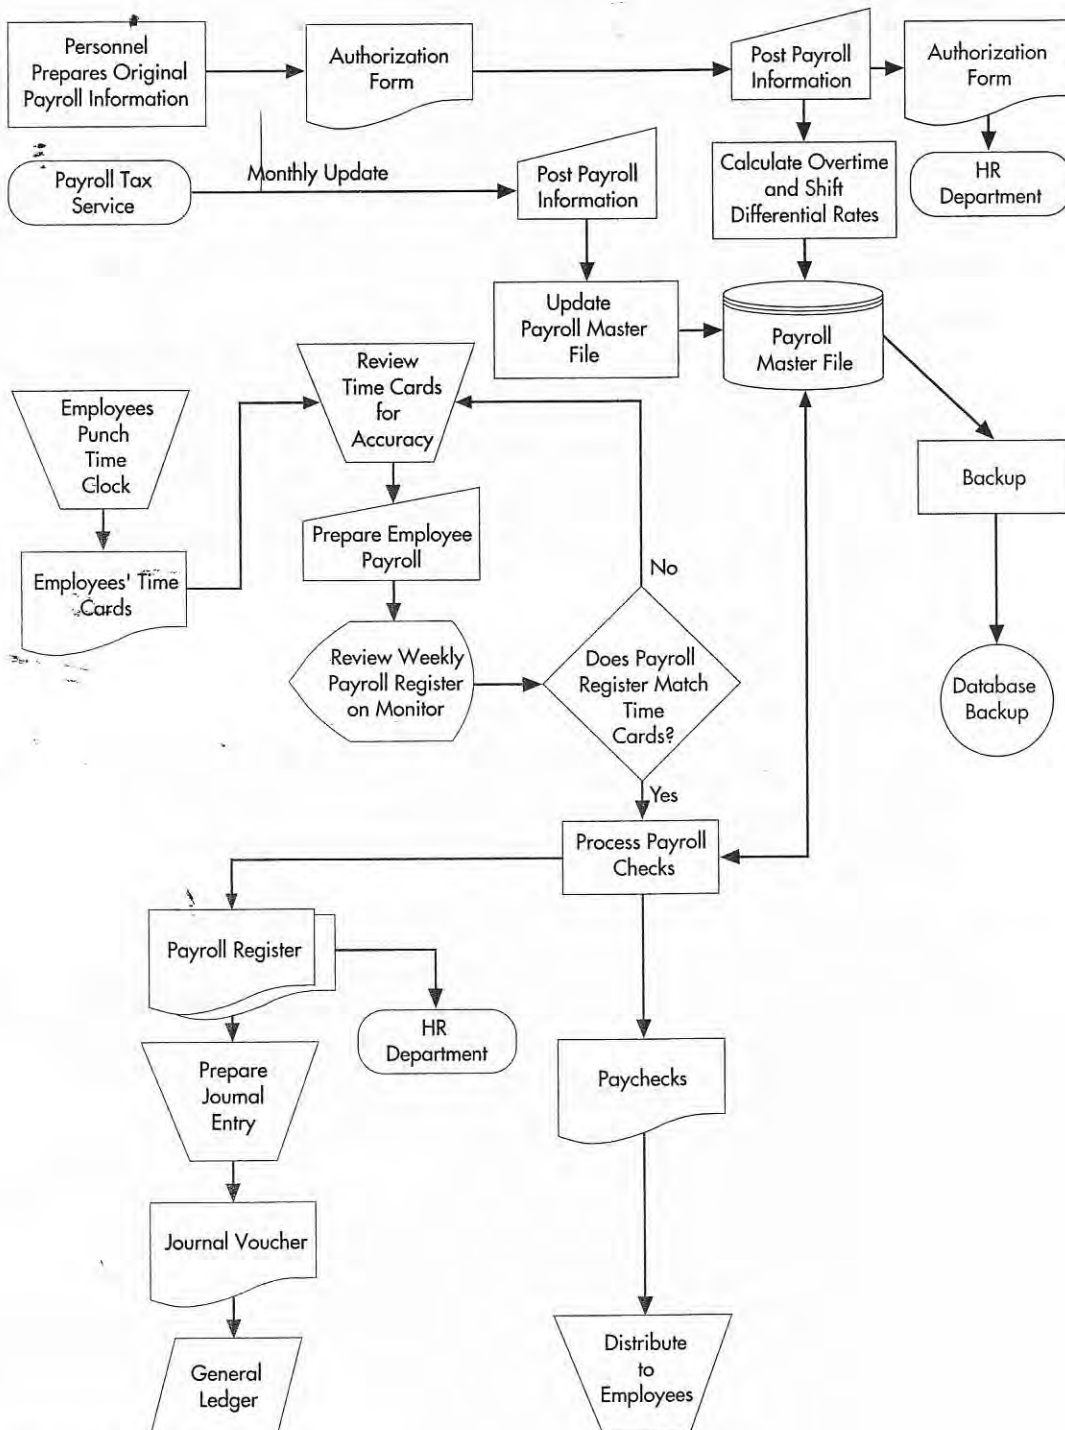 Personnel
Prepares Original
Payroll Information
Authorization
Form
Post Payroll
Information
Authorization
Form
Payroll Tax
Service
Monthly Update
Post Payroll
Information
Calculate Overtime
and Shift
Differential Rates
HR
Department
Update
Payroll Master
File
Payroll
Master File
Review
Time Cards
for
Accuracy
Employees
Punch
Time
Clock
Backup
Prepare Employee
Payroll
Employees' Time
Cards
No
Review Weekly
Payroll Register
on Monitor
Does Payroll
Register Match
Time
Cards?
Database
Backup
Yes
Process Payroll
Checks
Payroll Register
HR
Department
Prepare
Journal
Entry
Paychecks
Journal Voucher
General
Ledger
Distribute
to
Employees